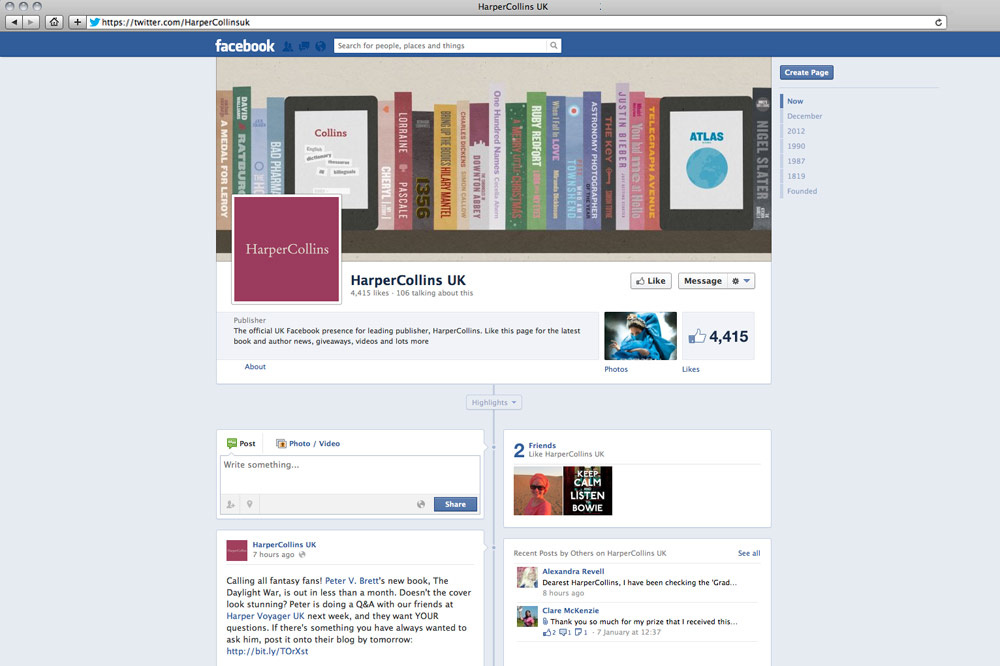 HarperCollins UK
https://twitter.com/HarperCollinsuk
facebook
Search for people, places and things
Create Page
Now
December
2012
1990
1987
1819
Founded
A MEDAL FOR LEROY
DAVID
RATBURGER
BAD PHARMA
Collins
English
dictionary
thesaurus
bilinguals
CHERYL
LORRAINE
PASCALE
1356
BRING UP THE BODIES HILARY MANTEL
CHARLES DICKENS SIMON CALLOW
DOWNTON ABBEY
One Hundred Names Cecelia Ahern
A MERRY LITTLE CHRISTMAS
RUBY REDFORT
When I Fell in LOVE Miranda Dickinson
TOWNSHEND
ASTRONOMY PHOTOGRAPHER
THE KEY
JUSTIN BIEBER
TELEGRAPH AVENUE
ATLAS
NIGEL SLATER
HarperCollins
HarperCollins UK
4,415 likes · 106 talking about this
Like
Message
Publisher
The official UK Facebook presence for leading publisher, HarperCollins. Like this page for the latest
book and author news, giveaways, videos and lots more
About
Photos
4,415
Likes
Highlights
Post
Photo / Video
Write something...
Share
2
Friends
Like HarperCollins UK
KEEP
CALM
AND
LISTEN
TO
BOWIE
HarperCollins
HarperCollins UK
7 hours ago
Calling all fantasy fans! Peter V. Brett's new book, The
Daylight War, is out in less than a month. Doesn't the cover
look stunning? Peter is doing a Q&A with our friends at
Harper Voyager UK next week, and they want YOUR
questions. If there's something you have always wanted to
ask him, post it onto their blog by tomorrow:
http://bit.ly/TOrXst
Recent Posts by Others on HarperCollins UK
See all
Alexandra Revell
Dearest HarperCollins, I have been checking the 'Grad...
8 hours ago
Clare McKenzie
Thank you so much for my prize that I received this...
2 1 1 · 7 January at 12:37